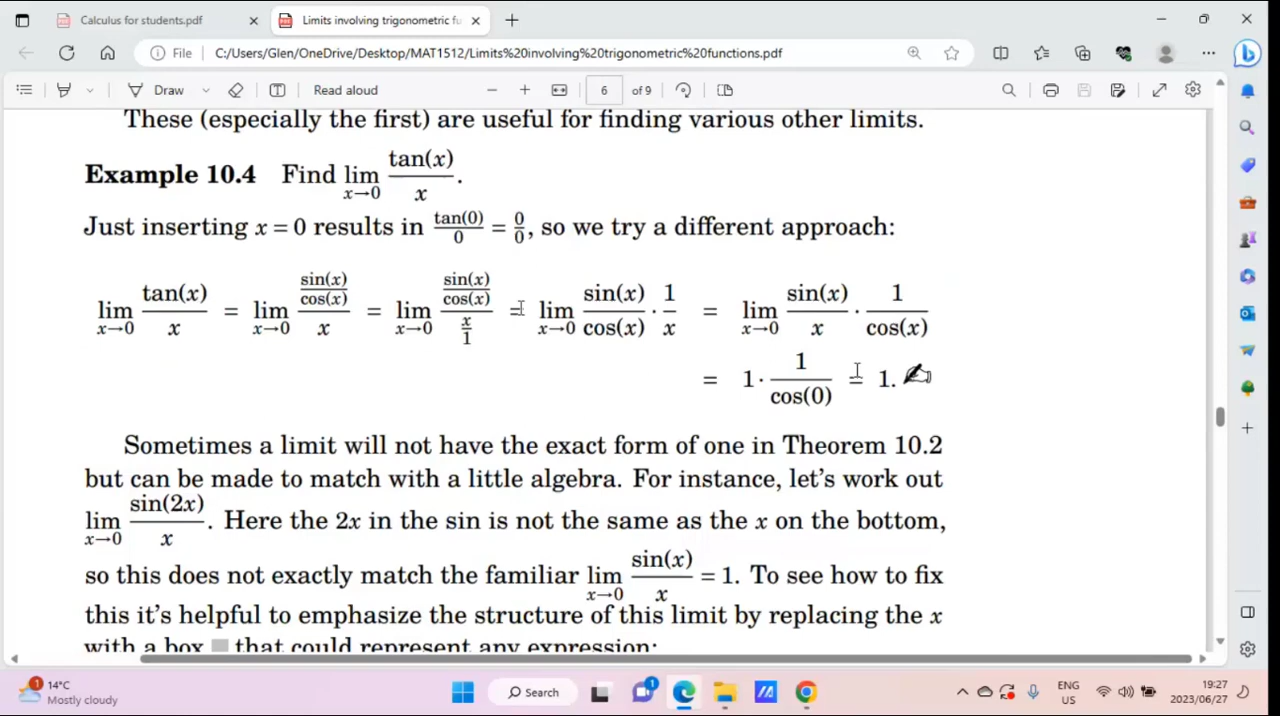 Calculus for students.pdf
Limits involving trigonometric fu
File C:/Users/Glen/OneDrive/Desktop/MAT1512/Limits%20involving%20trigonometric%20functions.pdf
Draw Read aloud 6 of 9
These (especially the first) are useful for finding various other limits.
Example 10.4 Find lim x→0 tan(x)/x.
Just inserting x = 0 results in tan(0)/0 = 0/0, so we try a different approach:
lim x→0 tan(x)/x = lim x→0 (sin(x)/cos(x))/x = lim x→0 (sin(x)/cos(x))/(x/1) = lim x→0 sin(x)/cos(x) · 1/x = lim x→0 sin(x)/x · 1/cos(x)
= 1 · 1/cos(0) = 1.
Sometimes a limit will not have the exact form of one in Theorem 10.2
but can be made to match with a little algebra. For instance, let's work out
lim x→0 sin(2x)/x. Here the 2x in the sin is not the same as the x on the bottom,
so this does not exactly match the familiar lim x→0 sin(x)/x = 1. To see how to fix
this it's helpful to emphasize the structure of this limit by replacing the x
with a box that could represent any expression:
1 14°C
Mostly cloudy
Search
1
ENG
US
19:27
2023/06/27